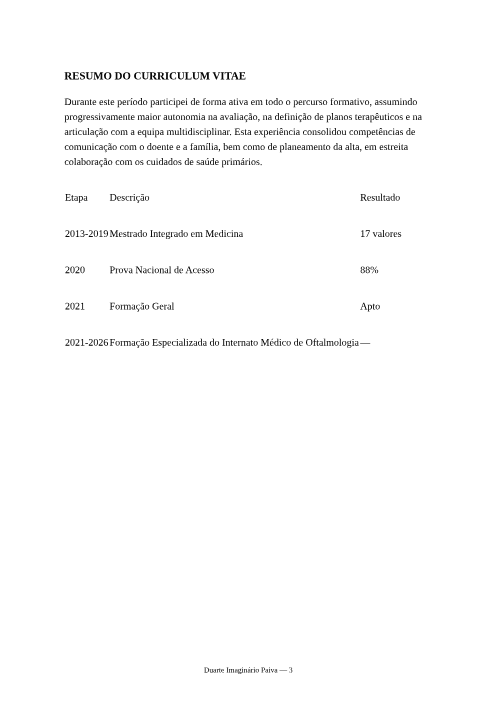 RESUMO DO CURRICULUM VITAE
Durante este período participei de forma ativa em todo o percurso formativo, assumindo
progressivamente maior autonomia na avaliação, na definição de planos terapêuticos e na
articulação com a equipa multidisciplinar. Esta experiência consolidou competências de
comunicação com o doente e a família, bem como de planeamento da alta, em estreita
colaboração com os cuidados de saúde primários.
Etapa Descrição Resultado
2013-2019 Mestrado Integrado em Medicina 17 valores
2020 Prova Nacional de Acesso 88%
2021 Formação Geral Apto
2021-2026 Formação Especializada do Internato Médico de Oftalmologia —
Duarte Imaginário Paiva — 3